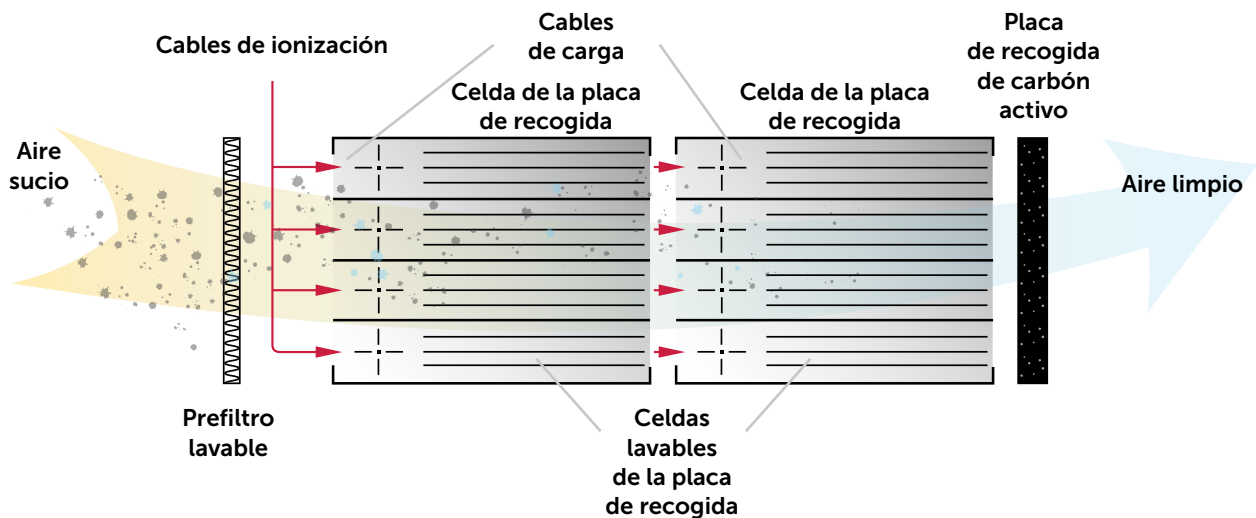 Cables de ionización
Cables
de carga
Placa
de recogida
de carbón
activo
Celda de la placa
de recogida
Celda de la placa
de recogida
Aire
sucio
Aire limpio
Prefiltro
lavable
Celdas
lavables
de la placa
de recogida